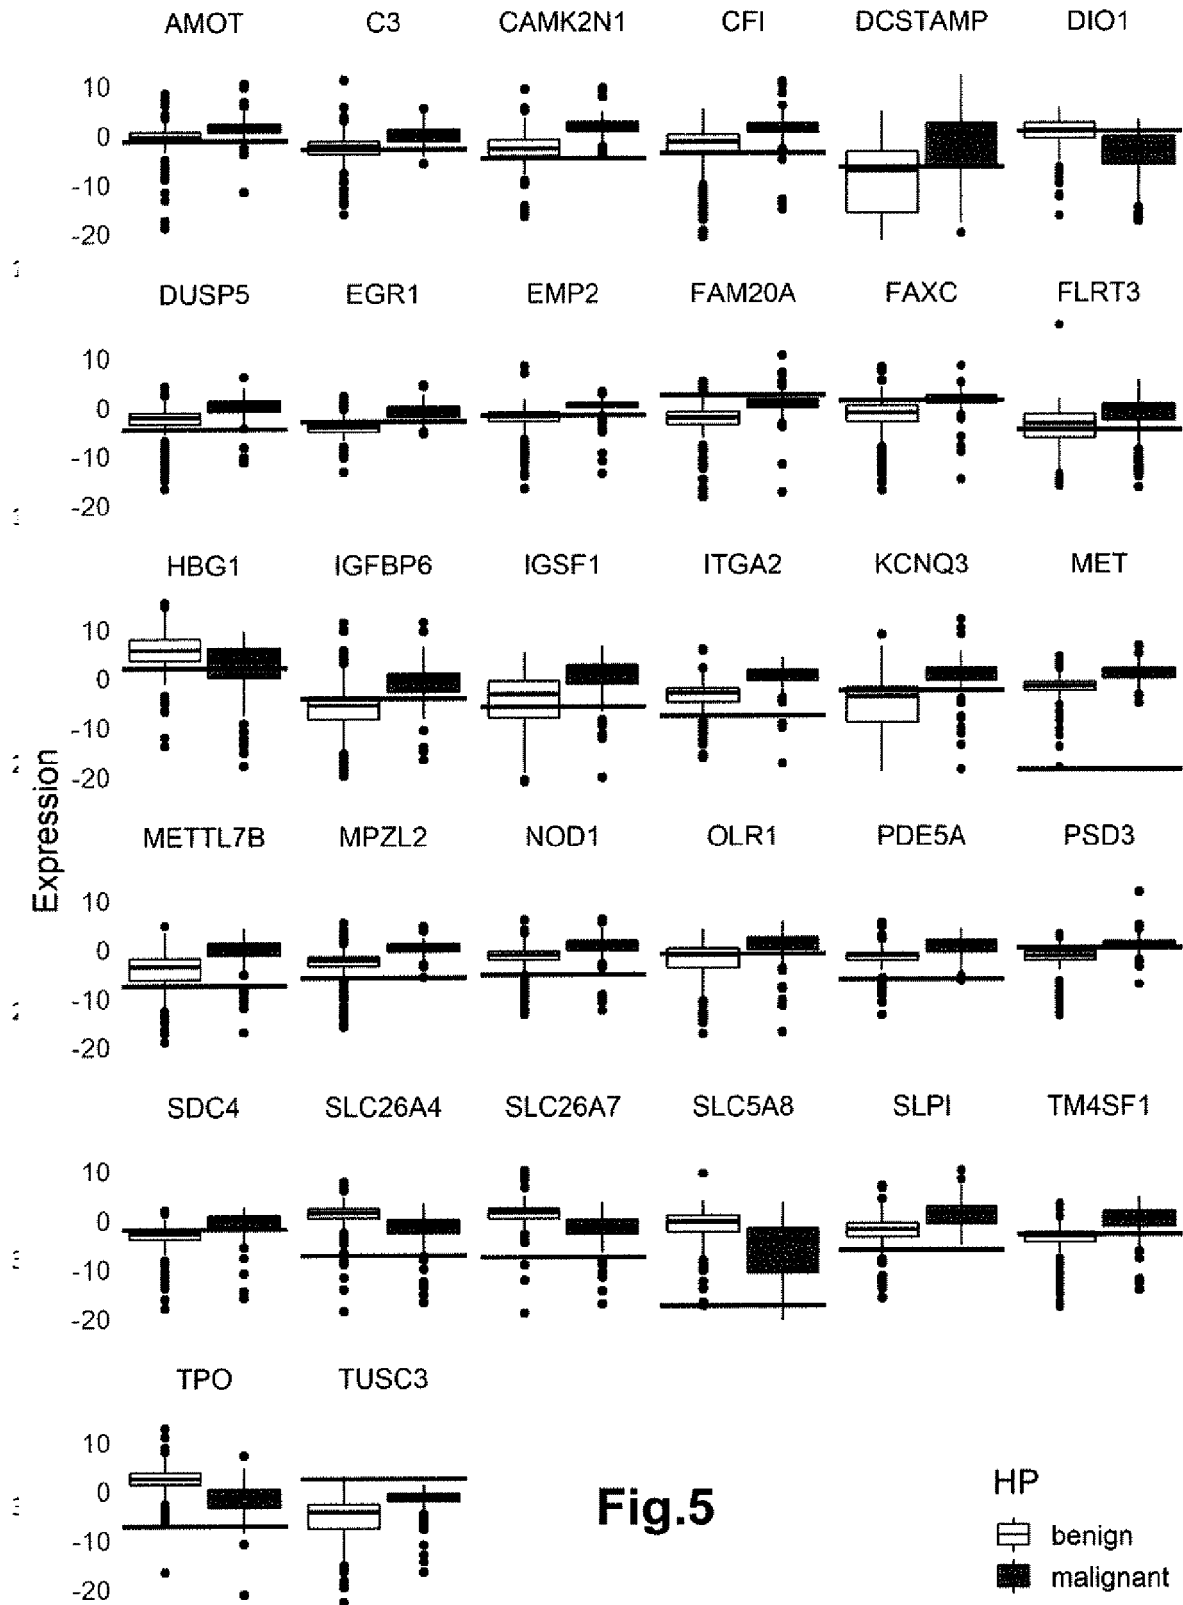 AMOT C3 CAMK2N1 CFI DCSTAMP DIO1
10
0
-10
-20
DUSP5 EGR1 EMP2 FAM20A FAXC FLRT3
10
0
-10
-20
HBG1 IGFBP6 IGSF1 ITGA2 KCNQ3 MET
10
0
-10
-20
Expression
METTL7B MPZL2 NOD1 OLR1 PDE5A PSD3
10
0
-10
-20
SDC4 SLC26A4 SLC26A7 SLC5A8 SLPI TM4SF1
10
0
-10
-20
TPO TUSC3
10
0
-10
-20
Fig.5
HP
benign
malignant